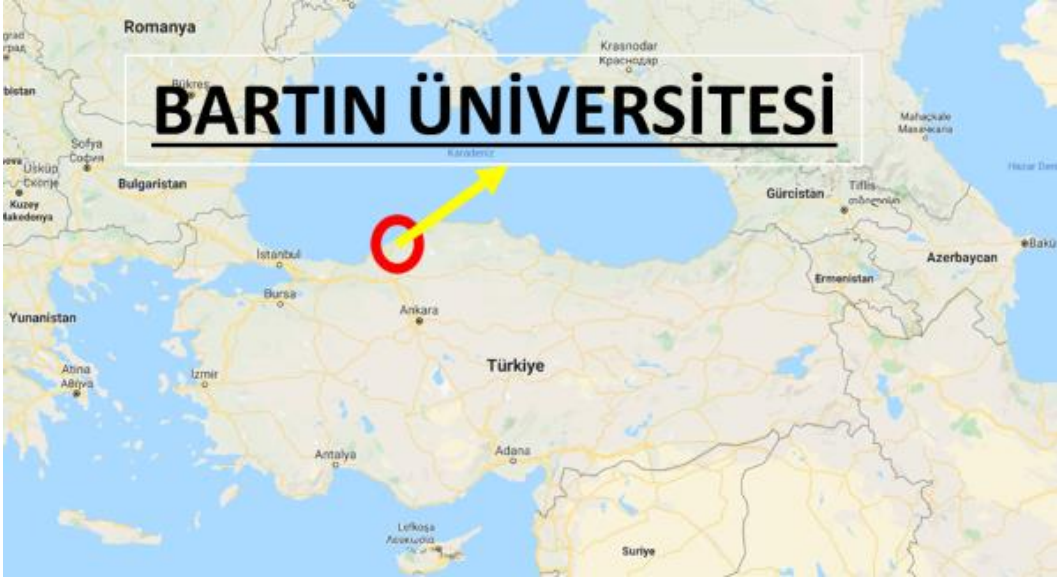 Romanya
Krasnodar
Краснодар
Bükreş
BARTIN ÜNİVERSİTESİ
Mahaçkale
Махачкала
Sofya
София
Karadeniz
Üsküp
Скопје
Bulgaristan
Kuzey
Makedonya
Gürcistan
Tiflis
თბილისი
İstanbul
Bakü
Azerbaycan
Ermenistan
Bursa
Ankara
Yunanistan
Türkiye
Atina
Αθήνα
İzmir
Antalya
Adana
Lefkoşa
Λευκωσία
Suriye